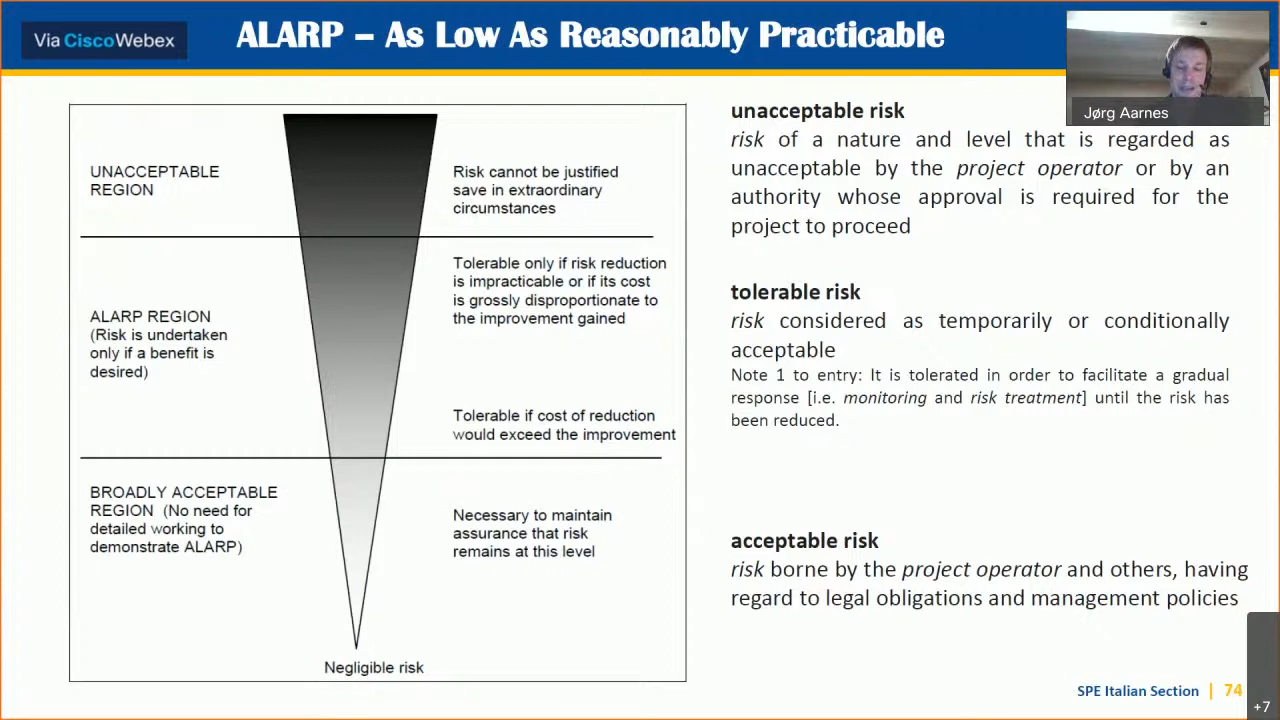 Via CiscoWebex
ALARP – As Low As Reasonably Practicable
Jørg Aarnes
UNACCEPTABLE
REGION
Risk cannot be justified
save in extraordinary
circumstances
Tolerable only if risk reduction
is impracticable or if its cost
is grossly disproportionate to
the improvement gained
ALARP REGION
(Risk is undertaken
only if a benefit is
desired)
Tolerable if cost of reduction
would exceed the improvement
BROADLY ACCEPTABLE
REGION (No need for
detailed working to
demonstrate ALARP)
Necessary to maintain
assurance that risk
remains at this level
Negligible risk
unacceptable risk
risk of a nature and level that is regarded as
unacceptable by the project operator or by an
authority whose approval is required for the
project to proceed
tolerable risk
risk considered as temporarily or conditionally
acceptable
Note 1 to entry: It is tolerated in order to facilitate a gradual
response [i.e. monitoring and risk treatment] until the risk has
been reduced.
acceptable risk
risk borne by the project operator and others, having
regard to legal obligations and management policies
SPE Italian Section | 74
+7